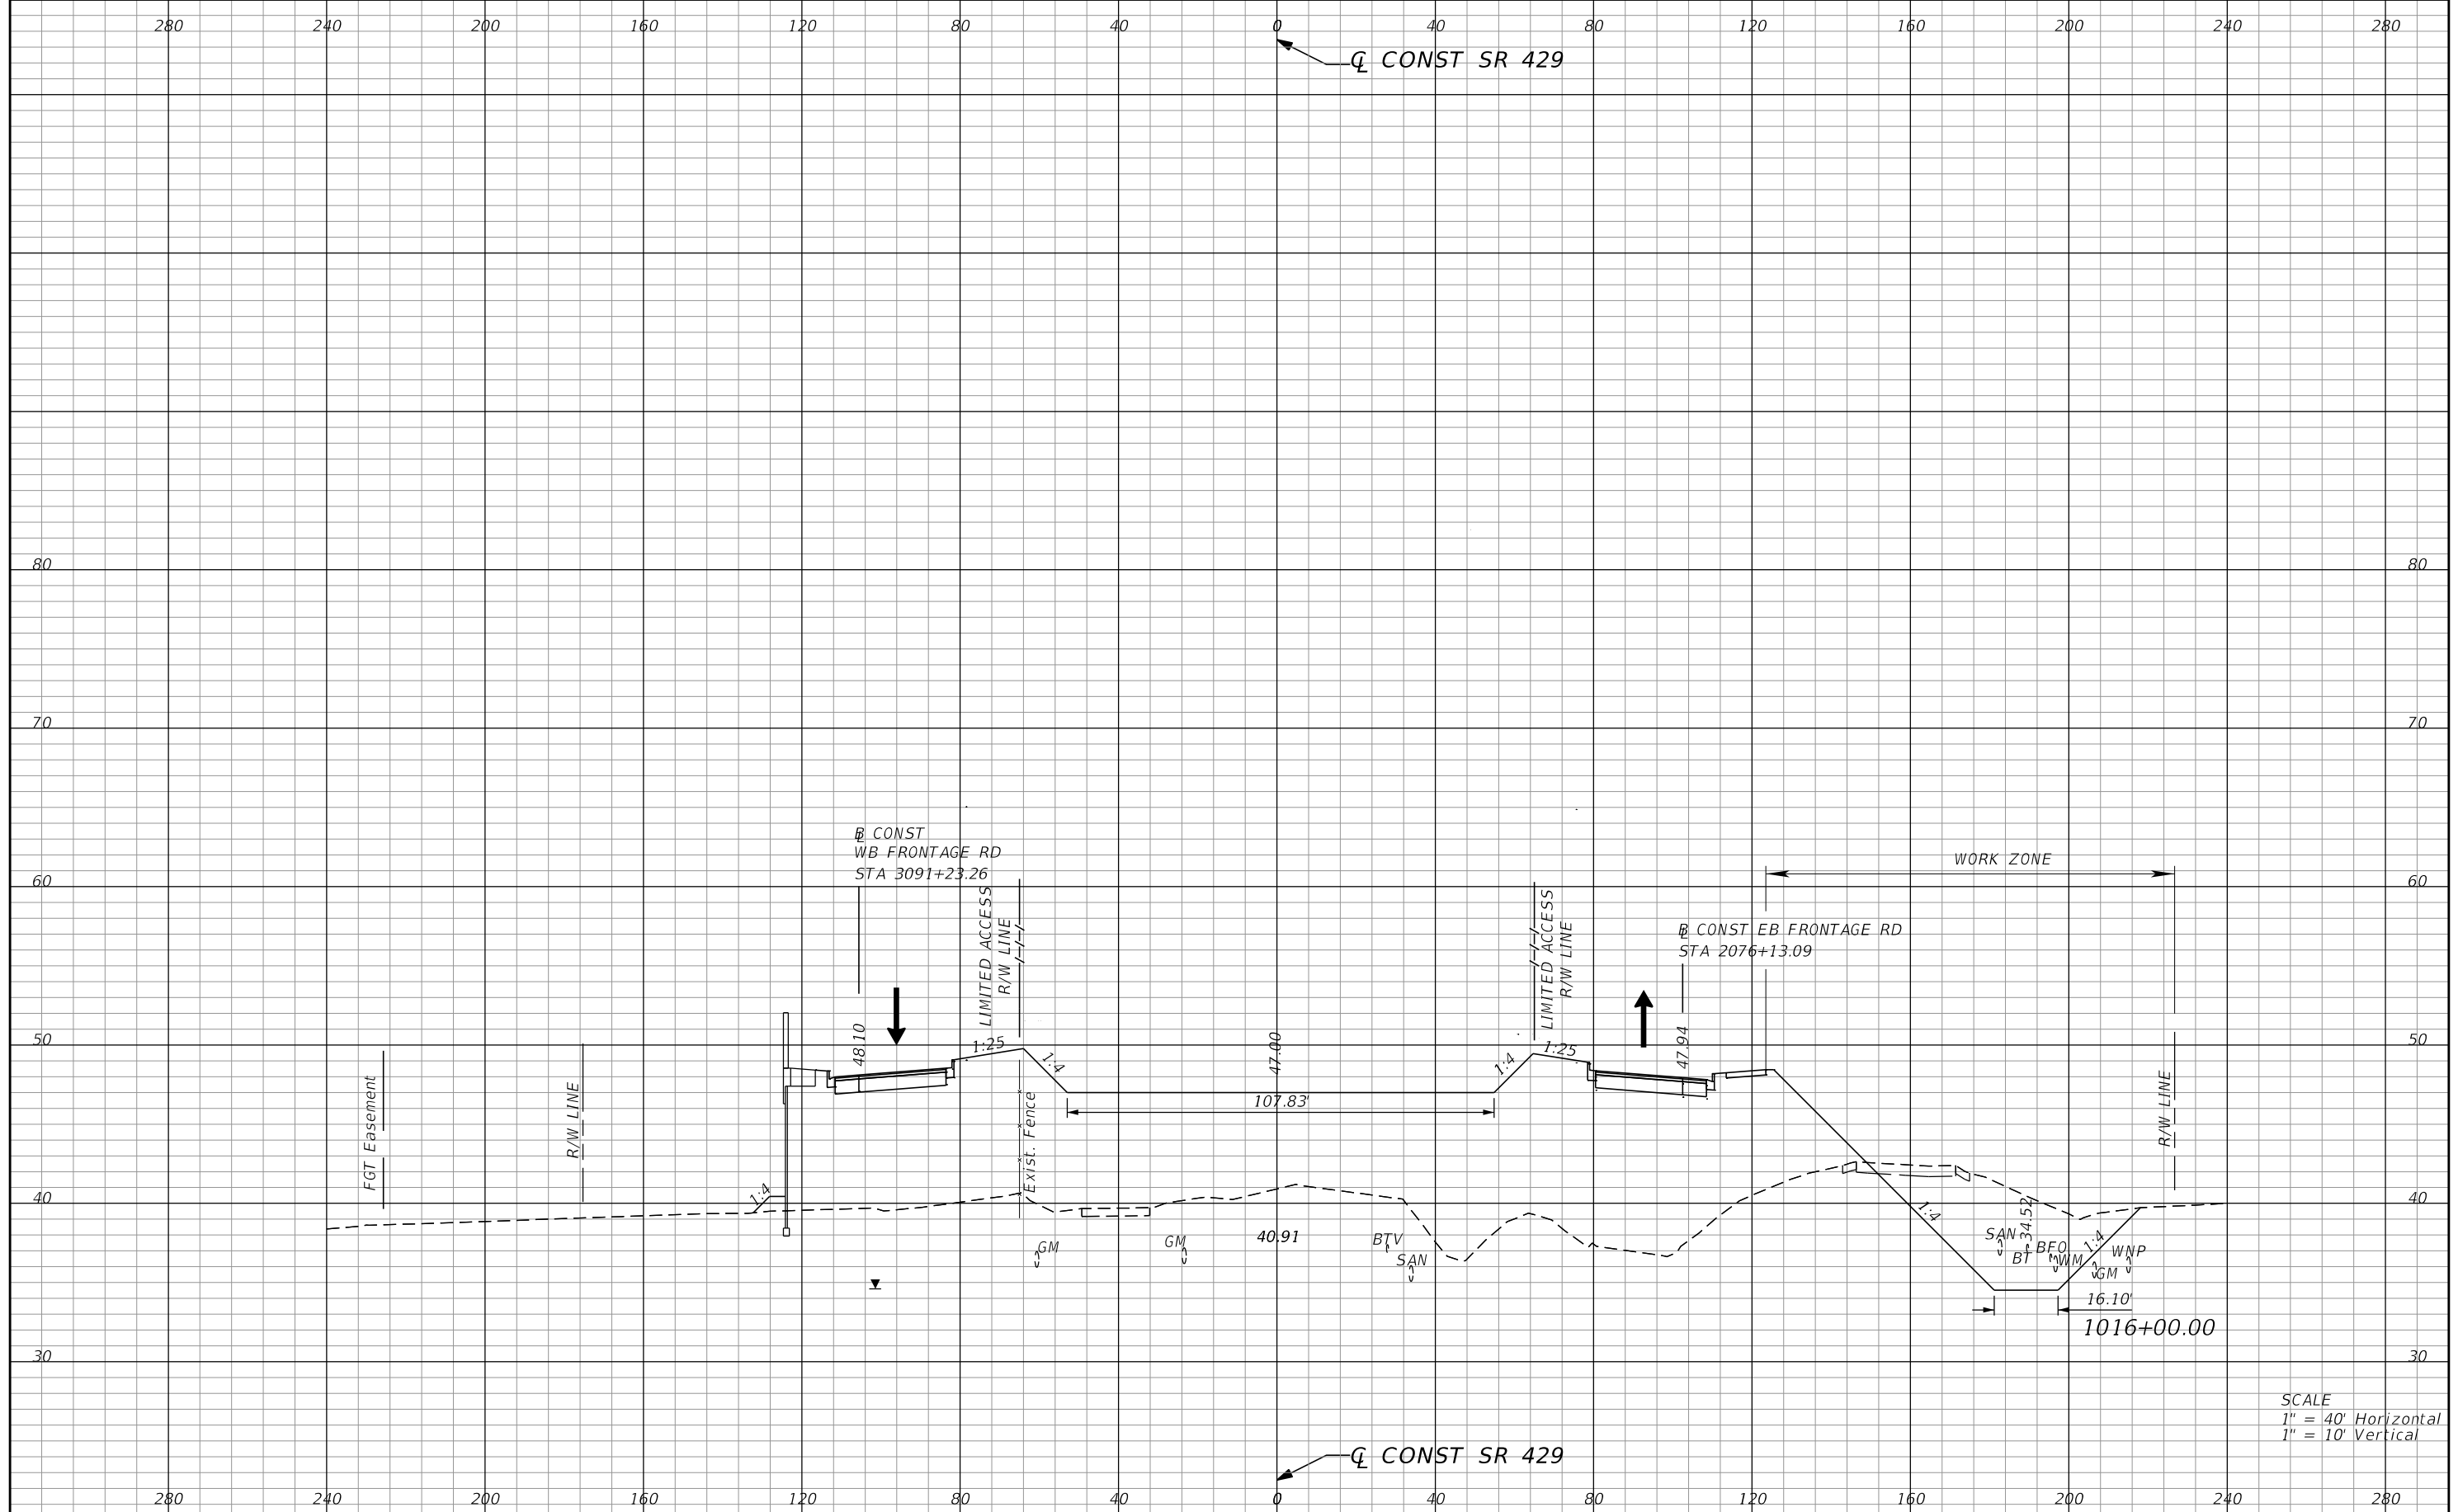 280 240 200 160 120 80 40 0 40 80 120 160 200 240 280
℄ CONST SR 429
80 80
70 70
℄ CONST
WB FRONTAGE RD
STA 3091+23.26
60 60
WORK ZONE
LIMITED ACCESS
R/W LINE
LIMITED ACCESS
R/W LINE
℄ CONST EB FRONTAGE RD
STA 2076+13.09
50 50
48.10
1:25
1:4
47.00
1:4
1:25
47.94
107.83'
FGT Easement
R/W LINE
Exist. Fence
R/W LINE
40 40
1:4
1:4
34.52
GM
GM
40.91
BTV
SAN
SAN
BT
BFO
WM
1:4
GM
WNP
16.10'
1016+00.00
30 30
SCALE
1" = 40' Horizontal
1" = 10' Vertical
℄ CONST SR 429
280 240 200 160 120 80 40 0 40 80 120 160 200 240 280